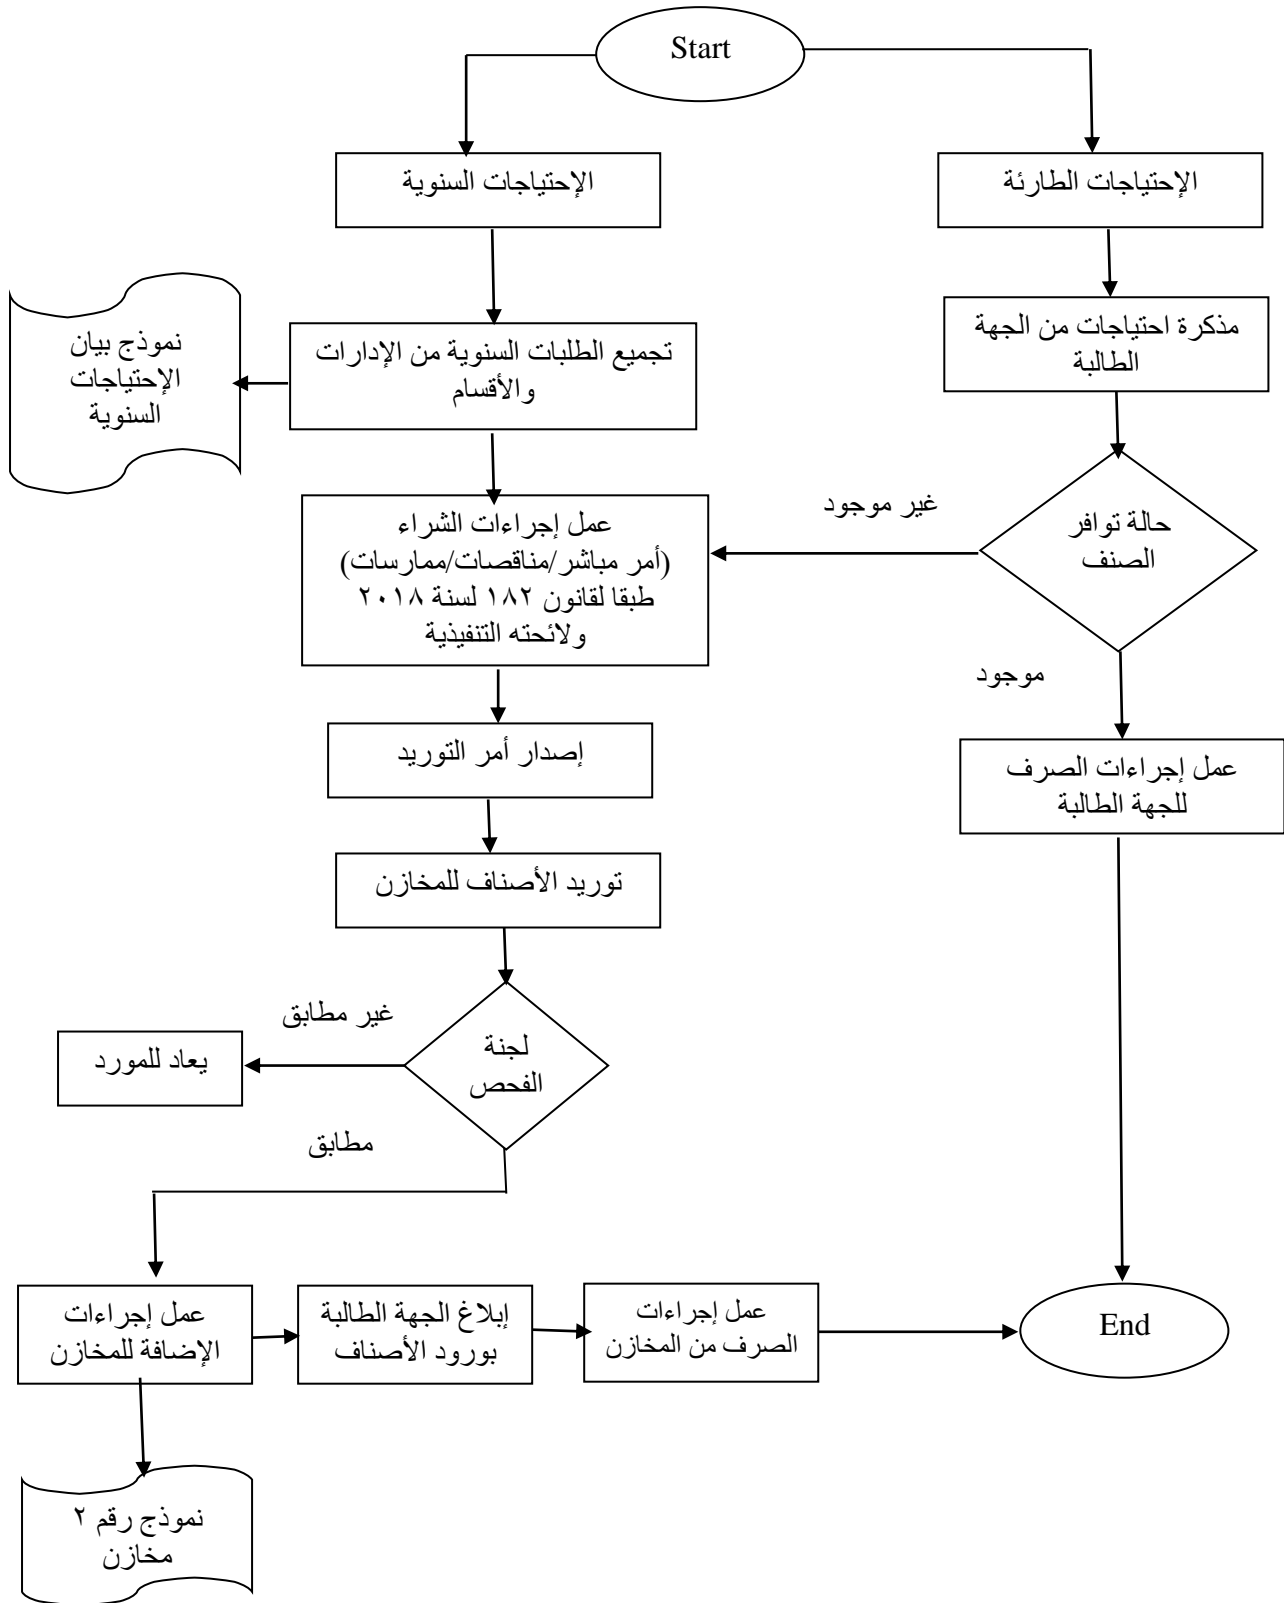 Start
الإحتياجات السنوية
الإحتياجات الطارئة
نموذج بيان
الإحتياجات
السنوية
تجميع الطلبات السنوية من الإدارات
والأقسام
مذكرة احتياجات من الجهة
الطالبة
عمل إجراءات الشراء
(أمر مباشر/مناقصات/ممارسات)
طبقا لقانون ١٨٢ لسنة ٢٠١٨
ولائحته التنفيذية
غير موجود
حالة توافر
الصنف
موجود
إصدار أمر التوريد
عمل إجراءات الصرف
للجهة الطالبة
توريد الأصناف للمخازن
لجنة
الفحص
غير مطابق
يعاد للمورد
مطابق
عمل إجراءات
الإضافة للمخازن
إبلاغ الجهة الطالبة
بورود الأصناف
عمل إجراءات
الصرف من المخازن
End
نموذج رقم ٢
مخازن